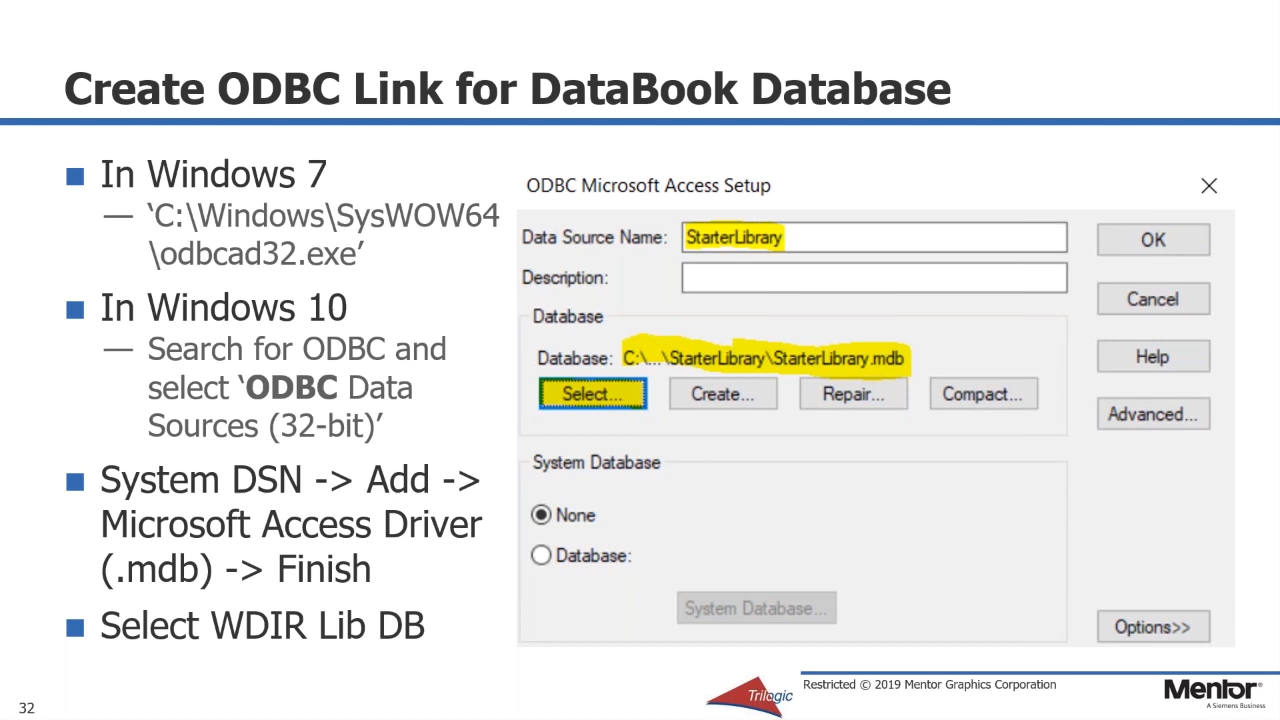 Create ODBC Link for DataBook Database
In Windows 7
— ‘C:\Windows\SysWOW64
\odbcad32.exe’
In Windows 10
— Search for ODBC and
select ‘ODBC Data
Sources (32-bit)’
System DSN -> Add ->
Microsoft Access Driver
(.mdb) -> Finish
Select WDIR Lib DB
ODBC Microsoft Access Setup
Data Source Name: StarterLibrary
OK
Description:
Cancel
Database
Database: C:\...\StarterLibrary\StarterLibrary.mdb
Help
Select... Create... Repair... Compact...
Advanced...
System Database
None
Database:
System Database...
Options>>
32
Trilogic
Restricted © 2019 Mentor Graphics Corporation
Mentor®
A Siemens Business